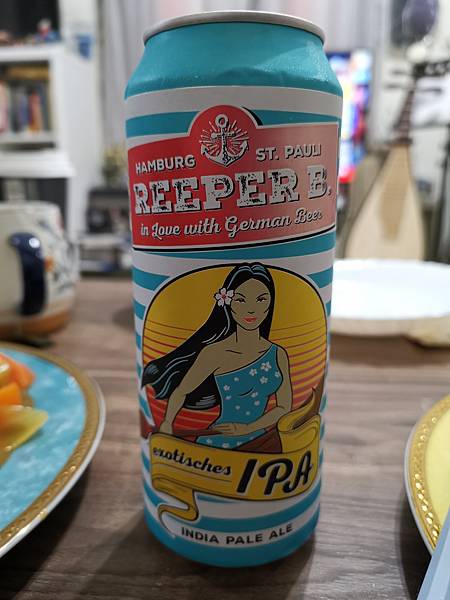 HAMBURG ST. PAULI
REEPER B.
in Love with German Beer
exotisches IPA
INDIA PALE ALE